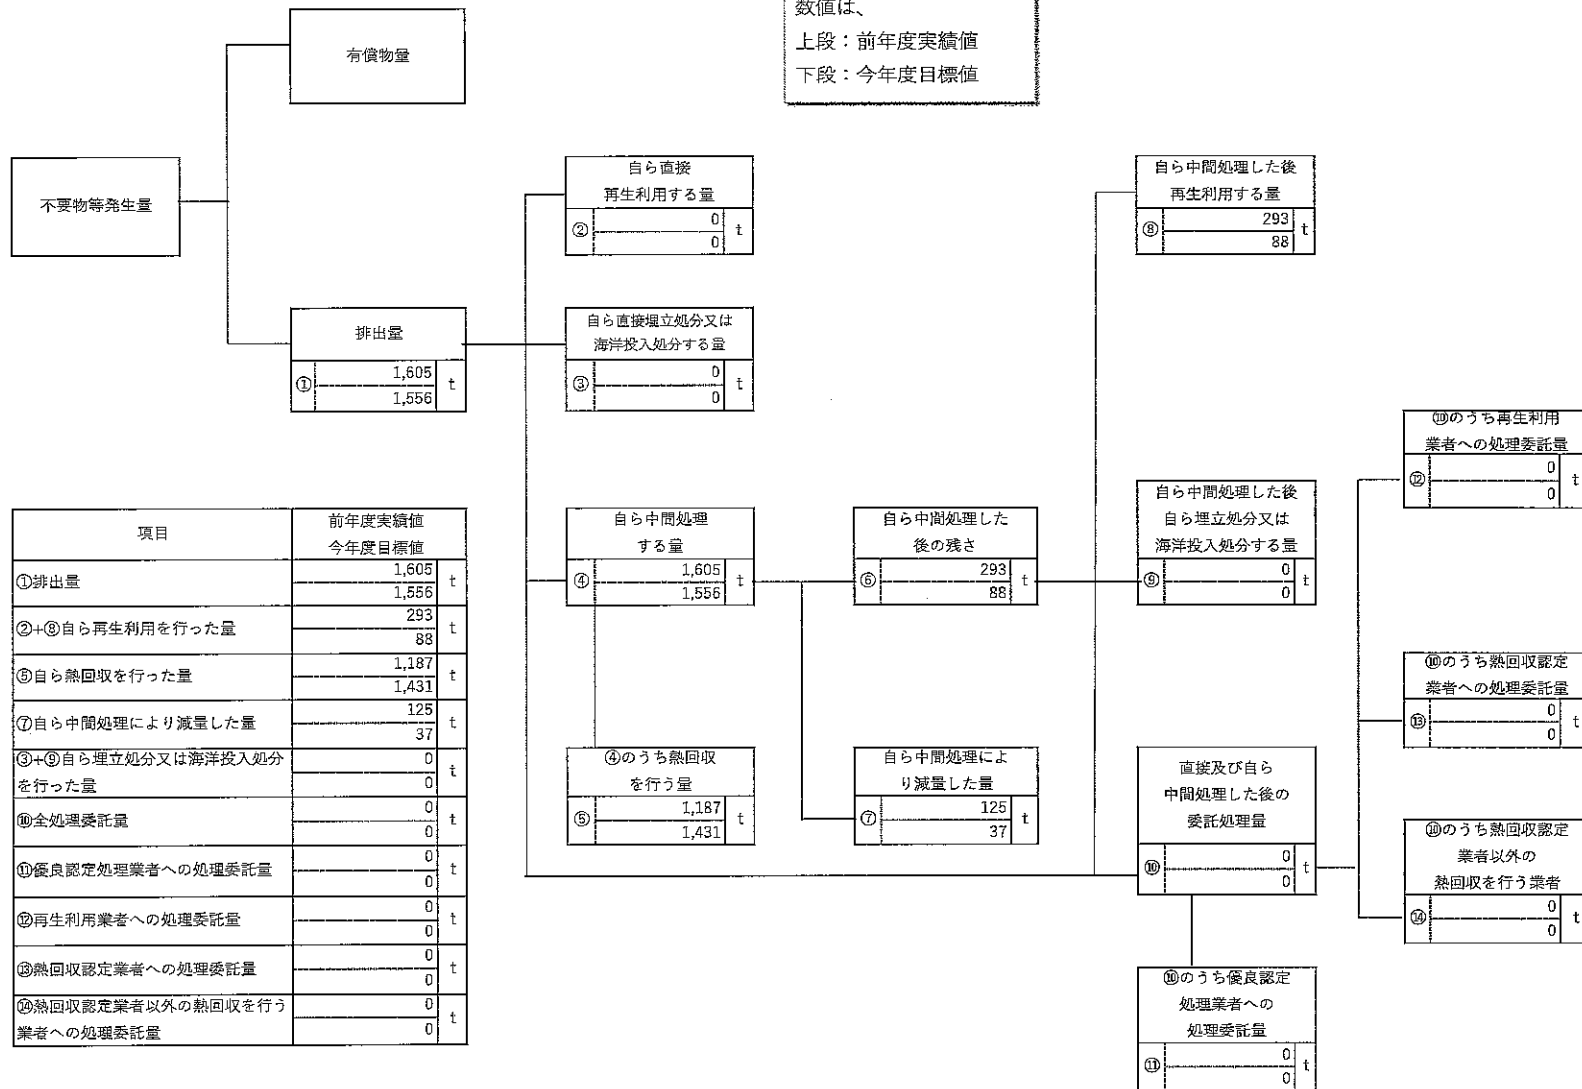 数値は、
上段：前年度実績値
下段：今年度目標値
有償物量
不要物等発生量
自ら直接
再生利用する量
② 0 t
0
自ら中間処理した後
再生利用する量
⑧ 293 t
88
排出量
① 1,605 t
1,556
自ら直接埋立処分又は
海洋投入処分する量
③ 0 t
0
⑩のうち再生利用
業者への処理委託量
⑫ 0 t
0
自ら中間処理
する量
④ 1,605 t
1,556
自ら中間処理した
後の残さ
⑥ 293 t
88
自ら中間処理した後
自ら埋立処分又は
海洋投入処分する量
⑨ 0 t
0
⑩のうち熱回収認定
業者への処理委託量
⑬ 0 t
0
④のうち熱回収
を行う量
⑤ 1,187 t
1,431
自ら中間処理によ
り減量した量
⑦ 125 t
37
直接及び自ら
中間処理した後の
委託処理量
⑩ 0 t
0
⑩のうち熱回収認定
業者以外の
熱回収を行う業者
⑭ 0 t
0
⑩のうち優良認定
処理業者への
処理委託量
⑪ 0 t
0
項目 前年度実績値
今年度目標値
①排出量 1,605 t
1,556
②+⑧自ら再生利用を行った量 293 t
88
⑤自ら熱回収を行った量 1,187 t
1,431
⑦自ら中間処理により減量した量 125 t
37
③+⑨自ら埋立処分又は海洋投入処分
を行った量 0 t
0
⑩全処理委託量 0 t
0
⑪優良認定処理業者への処理委託量 0 t
0
⑫再生利用業者への処理委託量 0 t
0
⑬熱回収認定業者への処理委託量 0 t
0
⑭熱回収認定業者以外の熱回収を行う
業者への処理委託量 0 t
0